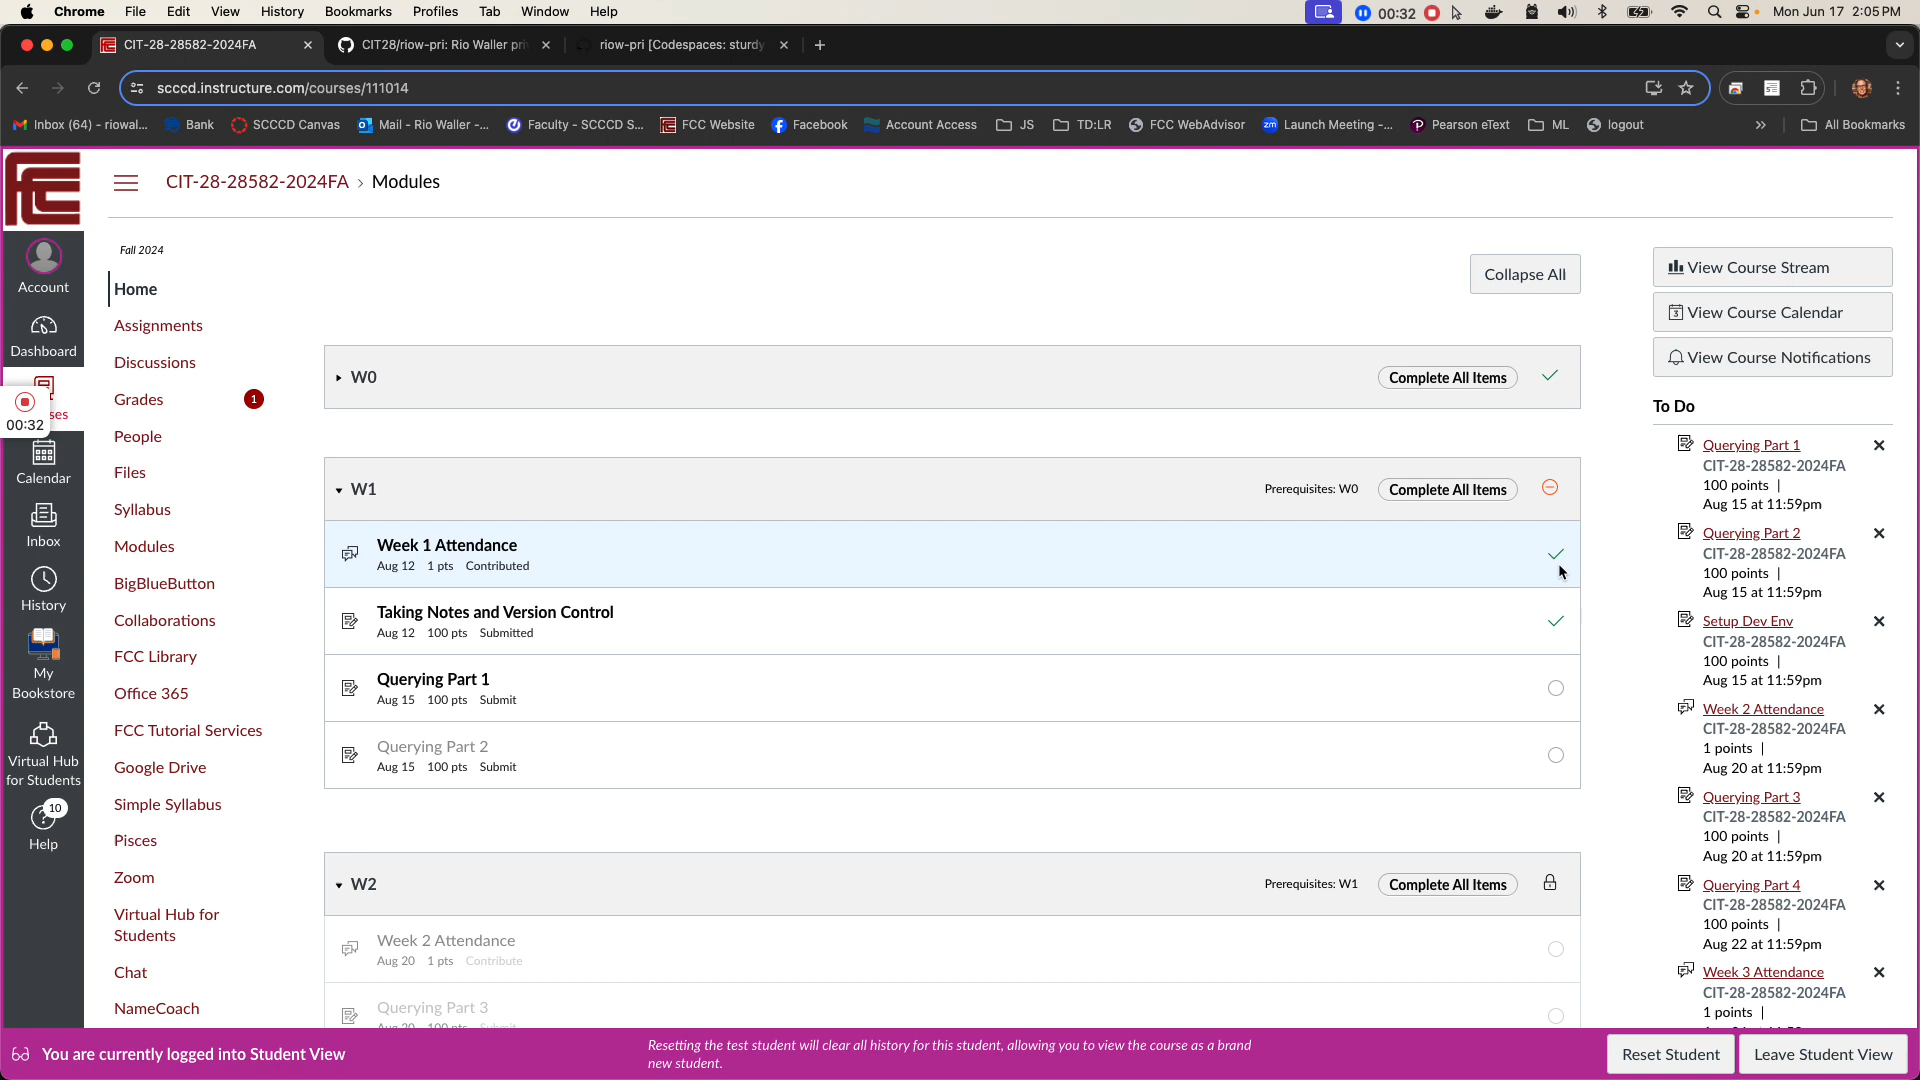 Chrome File Edit View History Bookmarks Profiles Tab Window Help 00:32 Mon Jun 17 2:05 PM
CIT-28-28582-2024FA CIT28/riow-pri: Rio Waller pri riow-pri [Codespaces: sturdy
scccd.instructure.com/courses/111014
Inbox (64) - riowal... Bank SCCCD Canvas Mail - Rio Waller -... Faculty - SCCCD S... FCC Website Facebook Account Access JS TD:LR FCC WebAdvisor Launch Meeting -... Pearson eText ML logout » All Bookmarks
FCC
CIT-28-28582-2024FA › Modules
Fall 2024
Account
Dashboard
ses
00:32
Calendar
Inbox
History
My
Bookstore
Virtual Hub
for Students
10
Help
Home
Assignments
Discussions
Grades 1
People
Files
Syllabus
Modules
BigBlueButton
Collaborations
FCC Library
Office 365
FCC Tutorial Services
Google Drive
Simple Syllabus
Pisces
Zoom
Virtual Hub for
Students
Chat
NameCoach
Collapse All
W0 Complete All Items
W1 Prerequisites: W0 Complete All Items
Week 1 Attendance
Aug 12 1 pts Contributed
Taking Notes and Version Control
Aug 12 100 pts Submitted
Querying Part 1
Aug 15 100 pts Submit
Querying Part 2
Aug 15 100 pts Submit
W2 Prerequisites: W1 Complete All Items
Week 2 Attendance
Aug 20 1 pts Contribute
Querying Part 3
Aug 20 100 pts Submit
View Course Stream
3 View Course Calendar
View Course Notifications
To Do
Querying Part 1
CIT-28-28582-2024FA
100 points |
Aug 15 at 11:59pm
Querying Part 2
CIT-28-28582-2024FA
100 points |
Aug 15 at 11:59pm
Setup Dev Env
CIT-28-28582-2024FA
100 points |
Aug 15 at 11:59pm
Week 2 Attendance
CIT-28-28582-2024FA
1 points |
Aug 20 at 11:59pm
Querying Part 3
CIT-28-28582-2024FA
100 points |
Aug 20 at 11:59pm
Querying Part 4
CIT-28-28582-2024FA
100 points |
Aug 22 at 11:59pm
Week 3 Attendance
CIT-28-28582-2024FA
1 points |
You are currently logged into Student View
Resetting the test student will clear all history for this student, allowing you to view the course as a brand
new student.
Reset Student
Leave Student View